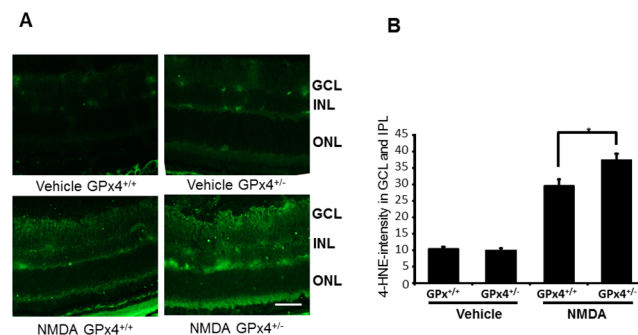 A
GCL
INL
ONL
Vehicle GPx4+/+
Vehicle GPx4+/-
GCL
INL
ONL
NMDA GPx4+/+
NMDA GPx4+/-
B
4-HNE-intensity in GCL and IPL
45
40
35
30
25
20
15
10
5
0
*
GPx+/+
GPx4+/-
GPx4+/+
GPx4+/-
Vehicle
NMDA